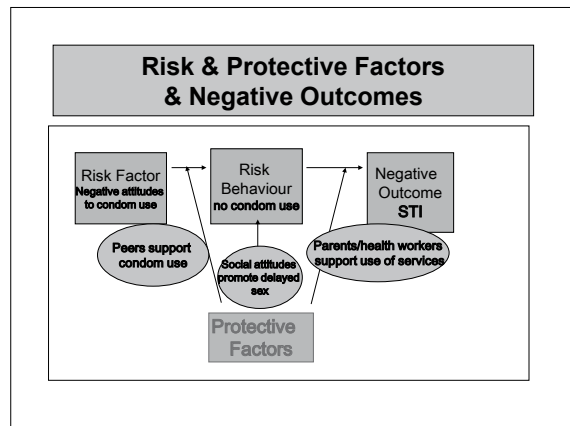 Risk & Protective Factors
& Negative Outcomes
Risk Factor
Negative attitudes
to condom use
Risk
Behaviour
no condom use
Negative
Outcome
STI
Peers support
condom use
Social attitudes
promote delayed
sex
Parents/health workers
support use of services
Protective
Factors